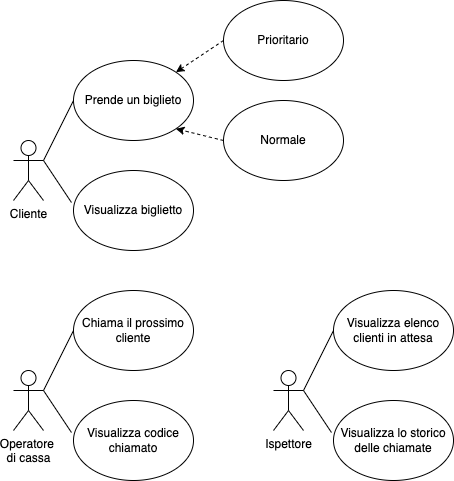 Prioritario
Prende un biglieto
Normale
Cliente
Visualizza biglietto
Chiama il prossimo
cliente
Visualizza elenco
clienti in attesa
Operatore
di cassa
Visualizza codice
chiamato
Ispettore
Visualizza lo storico
delle chiamate